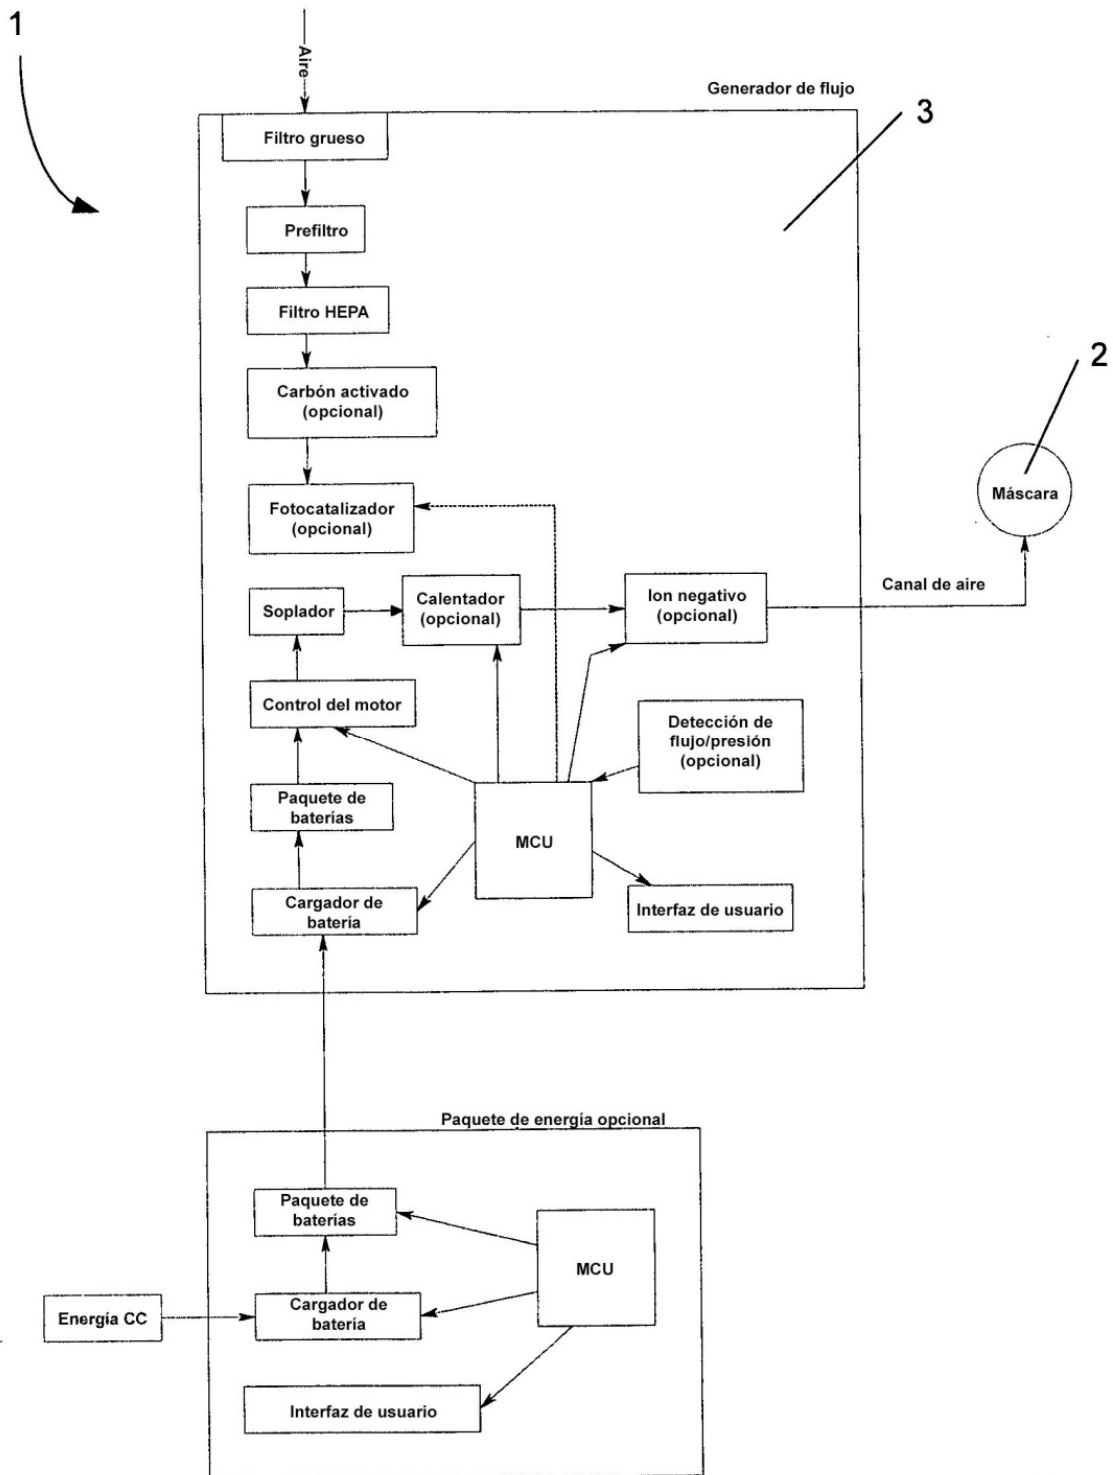 1
Aire
Generador de flujo
3
Filtro grueso
Prefiltro
Filtro HEPA
2
Carbón activado
(opcional)
Máscara
Fotocatalizador
(opcional)
Canal de aire
Soplador
Calentador
(opcional)
Ion negativo
(opcional)
Control del motor
Detección de
flujo/presión
(opcional)
Paquete de
baterías
MCU
Cargador de
batería
Interfaz de usuario
Paquete de energía opcional
Paquete de
baterías
MCU
Energía CC
Cargador de
batería
Interfaz de usuario